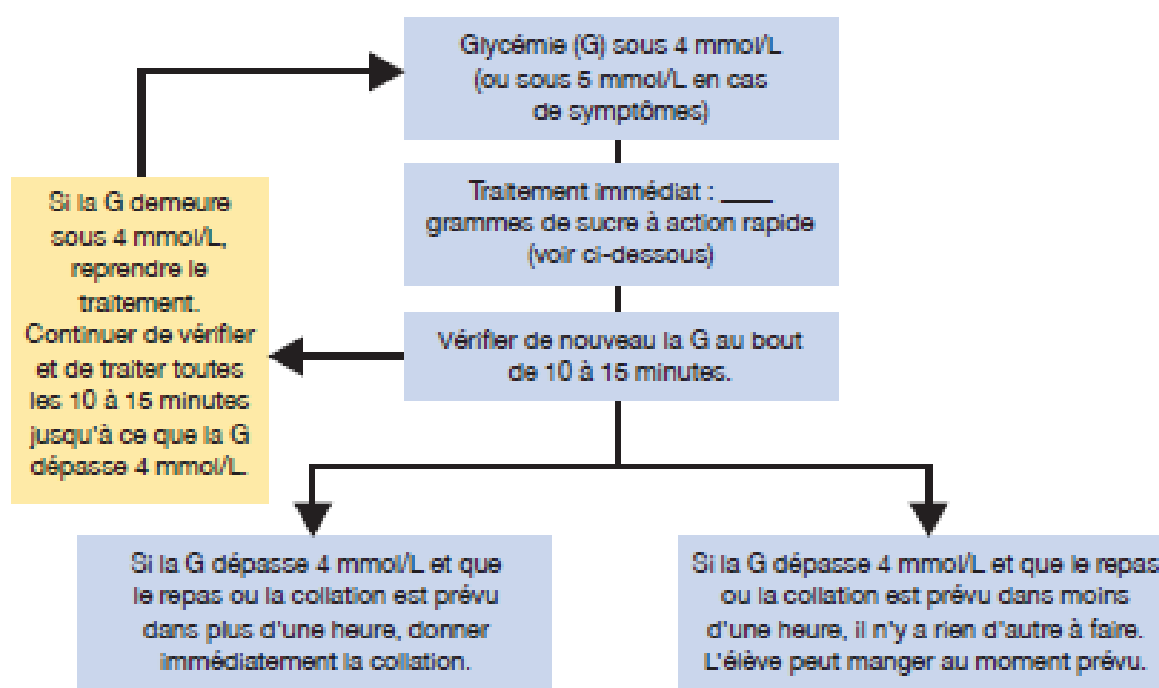 Glycémie (G) sous 4 mmol/L
(ou sous 5 mmol/L en cas
de symptômes)
Traitement immédiat : ____
grammes de sucre à action rapide
(voir ci-dessous)
Vérifier de nouveau la G au bout
de 10 à 15 minutes.
Si la G demeure
sous 4 mmol/L,
reprendre le
traitement.
Continuer de vérifier
et de traiter toutes
les 10 à 15 minutes
jusqu'à ce que la G
dépasse 4 mmol/L.
Si la G dépasse 4 mmol/L et que
le repas ou la collation est prévu
dans plus d'une heure, donner
immédiatement la collation.
Si la G dépasse 4 mmol/L et que le repas
ou la collation est prévu dans moins
d'une heure, il n'y a rien d'autre à faire.
L'élève peut manger au moment prévu.